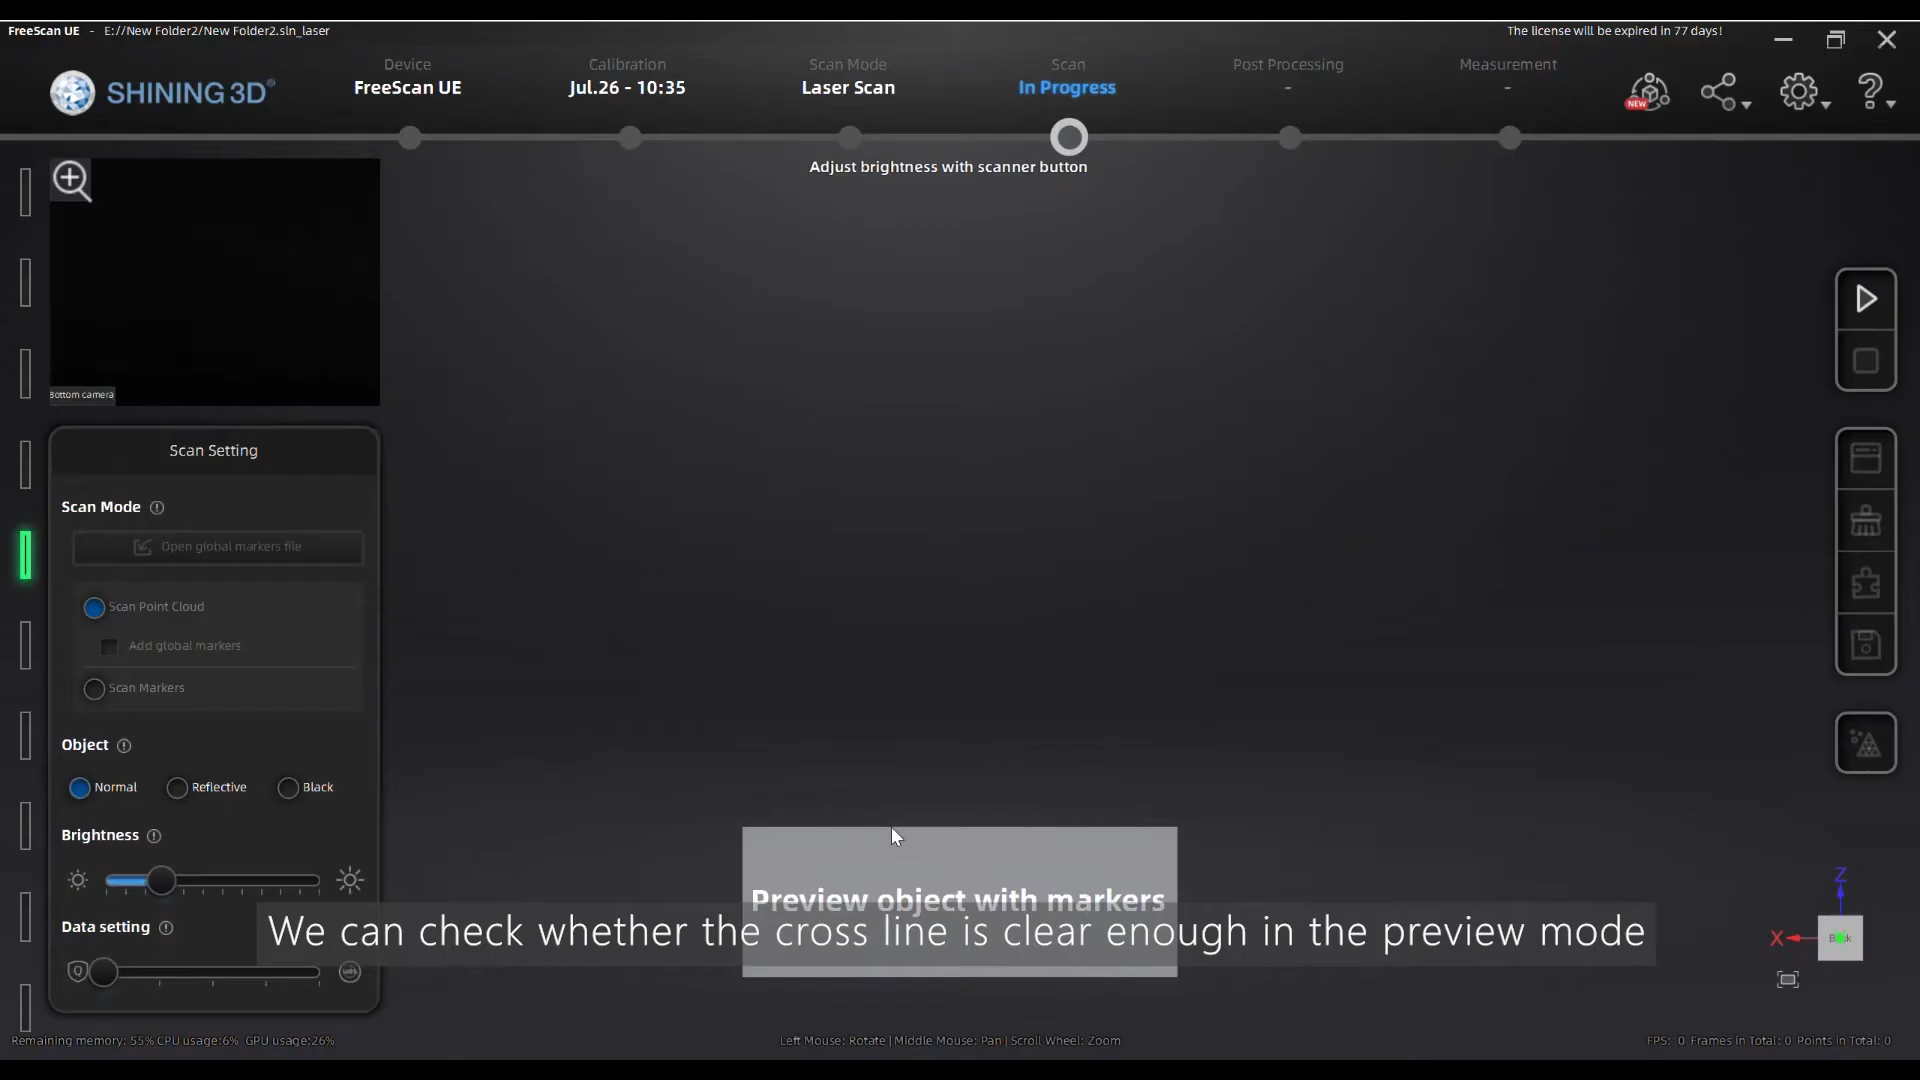 FreeScan UE - E://New Folder2/New Folder2.sln_laser
The license will be expired in 77 days!
SHINING 3D®
Device
FreeScan UE
Calibration
Jul.26 - 10:35
Scan Mode
Laser Scan
Scan
In Progress
Post Processing
-
Measurement
-
NEW
Adjust brightness with scanner button
Bottom camera
Scan Setting
Scan Mode
Open global markers file
Scan Point Cloud
Add global markers
Scan Markers
Object
Normal Reflective Black
Brightness
Data setting
Preview object with markers
We can check whether the cross line is clear enough in the preview mode
Z
X
Q
Remaining memory: 55% CPU usage:6% GPU usage:26%
Left Mouse: Rotate | Middle Mouse: Pan | Scroll Wheel: Zoom
FPS: 0 Frames in Total: 0 Points in Total: 0